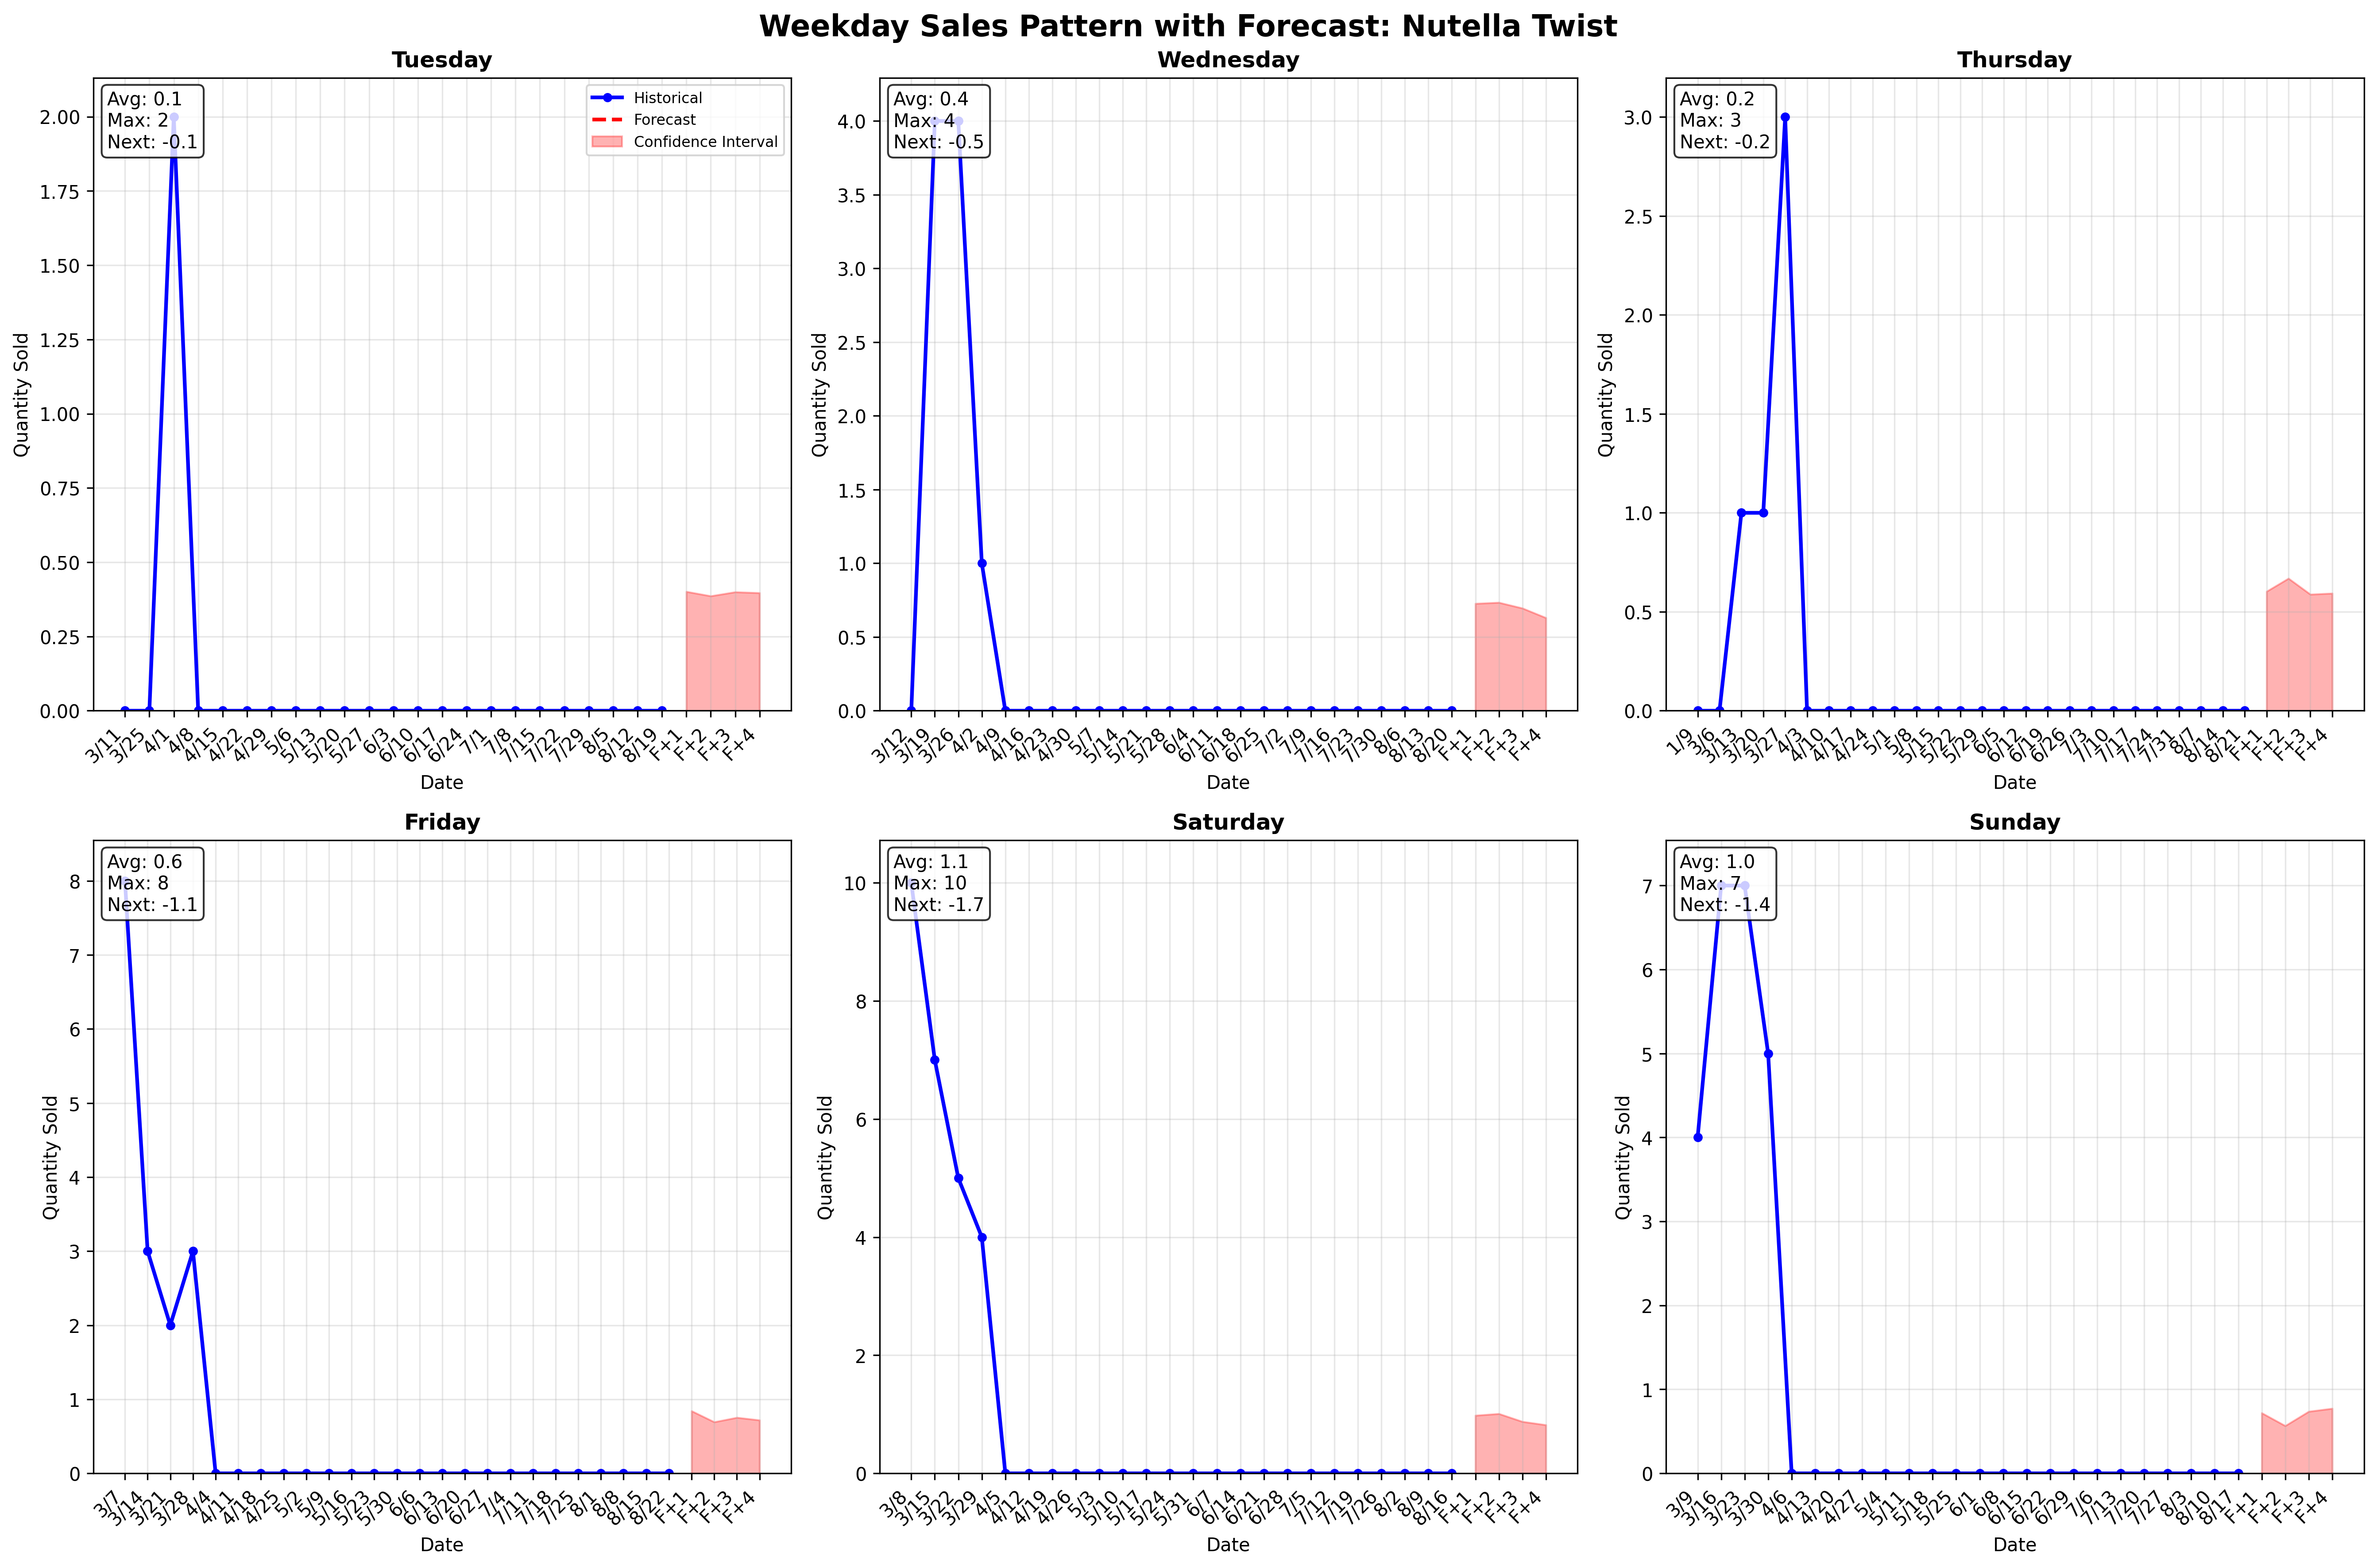 Weekday Sales Pattern with Forecast: Nutella Twist
Tuesday
Avg: 0.1
Max: 2
Next: -0.1
Historical
Forecast
Confidence Interval
Quantity Sold
2.00
1.75
1.50
1.25
1.00
0.75
0.50
0.25
0.00
3/11 3/25 4/1 4/8 4/15 4/22 4/29 5/6 5/13 5/20 5/27 6/3 6/10 6/17 6/24 7/1 7/8 7/15 7/22 7/29 8/5 8/12 8/19 F+1 F+2 F+3 F+4
Date
Wednesday
Avg: 0.4
Max: 4
Next: -0.5
Quantity Sold
4.0
3.5
3.0
2.5
2.0
1.5
1.0
0.5
0.0
3/12 3/19 3/26 4/2 4/9 4/16 4/23 4/30 5/7 5/14 5/21 5/28 6/4 6/11 6/18 6/25 7/2 7/9 7/16 7/23 7/30 8/6 8/13 8/20 F+1 F+2 F+3 F+4
Date
Thursday
Avg: 0.2
Max: 3
Next: -0.2
Quantity Sold
3.0
2.5
2.0
1.5
1.0
0.5
0.0
1/9 3/6 3/13 3/20 3/27 4/3 4/10 4/17 4/24 5/1 5/8 5/15 5/22 5/29 6/5 6/12 6/19 6/26 7/3 7/10 7/17 7/24 7/31 8/7 8/14 8/21 F+1 F+2 F+3 F+4
Date
Friday
Avg: 0.6
Max: 8
Next: -1.1
Quantity Sold
8
7
6
5
4
3
2
1
0
3/7 3/14 3/21 3/28 4/4 4/11 4/18 4/25 5/2 5/9 5/16 5/23 5/30 6/6 6/13 6/20 6/27 7/4 7/11 7/18 7/25 8/1 8/8 8/15 8/22 F+1 F+2 F+3 F+4
Date
Saturday
Avg: 1.1
Max: 10
Next: -1.7
Quantity Sold
10
8
6
4
2
0
3/8 3/15 3/22 3/29 4/5 4/12 4/19 4/26 5/3 5/10 5/17 5/24 5/31 6/7 6/14 6/21 6/28 7/5 7/12 7/19 7/26 8/2 8/9 8/16 F+1 F+2 F+3 F+4
Date
Sunday
Avg: 1.0
Max: 7
Next: -1.4
Quantity Sold
7
6
5
4
3
2
1
0
3/9 3/16 3/23 3/30 4/6 4/13 4/20 4/27 5/4 5/11 5/18 5/25 6/1 6/8 6/15 6/22 6/29 7/6 7/13 7/20 7/27 8/3 8/10 8/17 F+1 F+2 F+3 F+4
Date